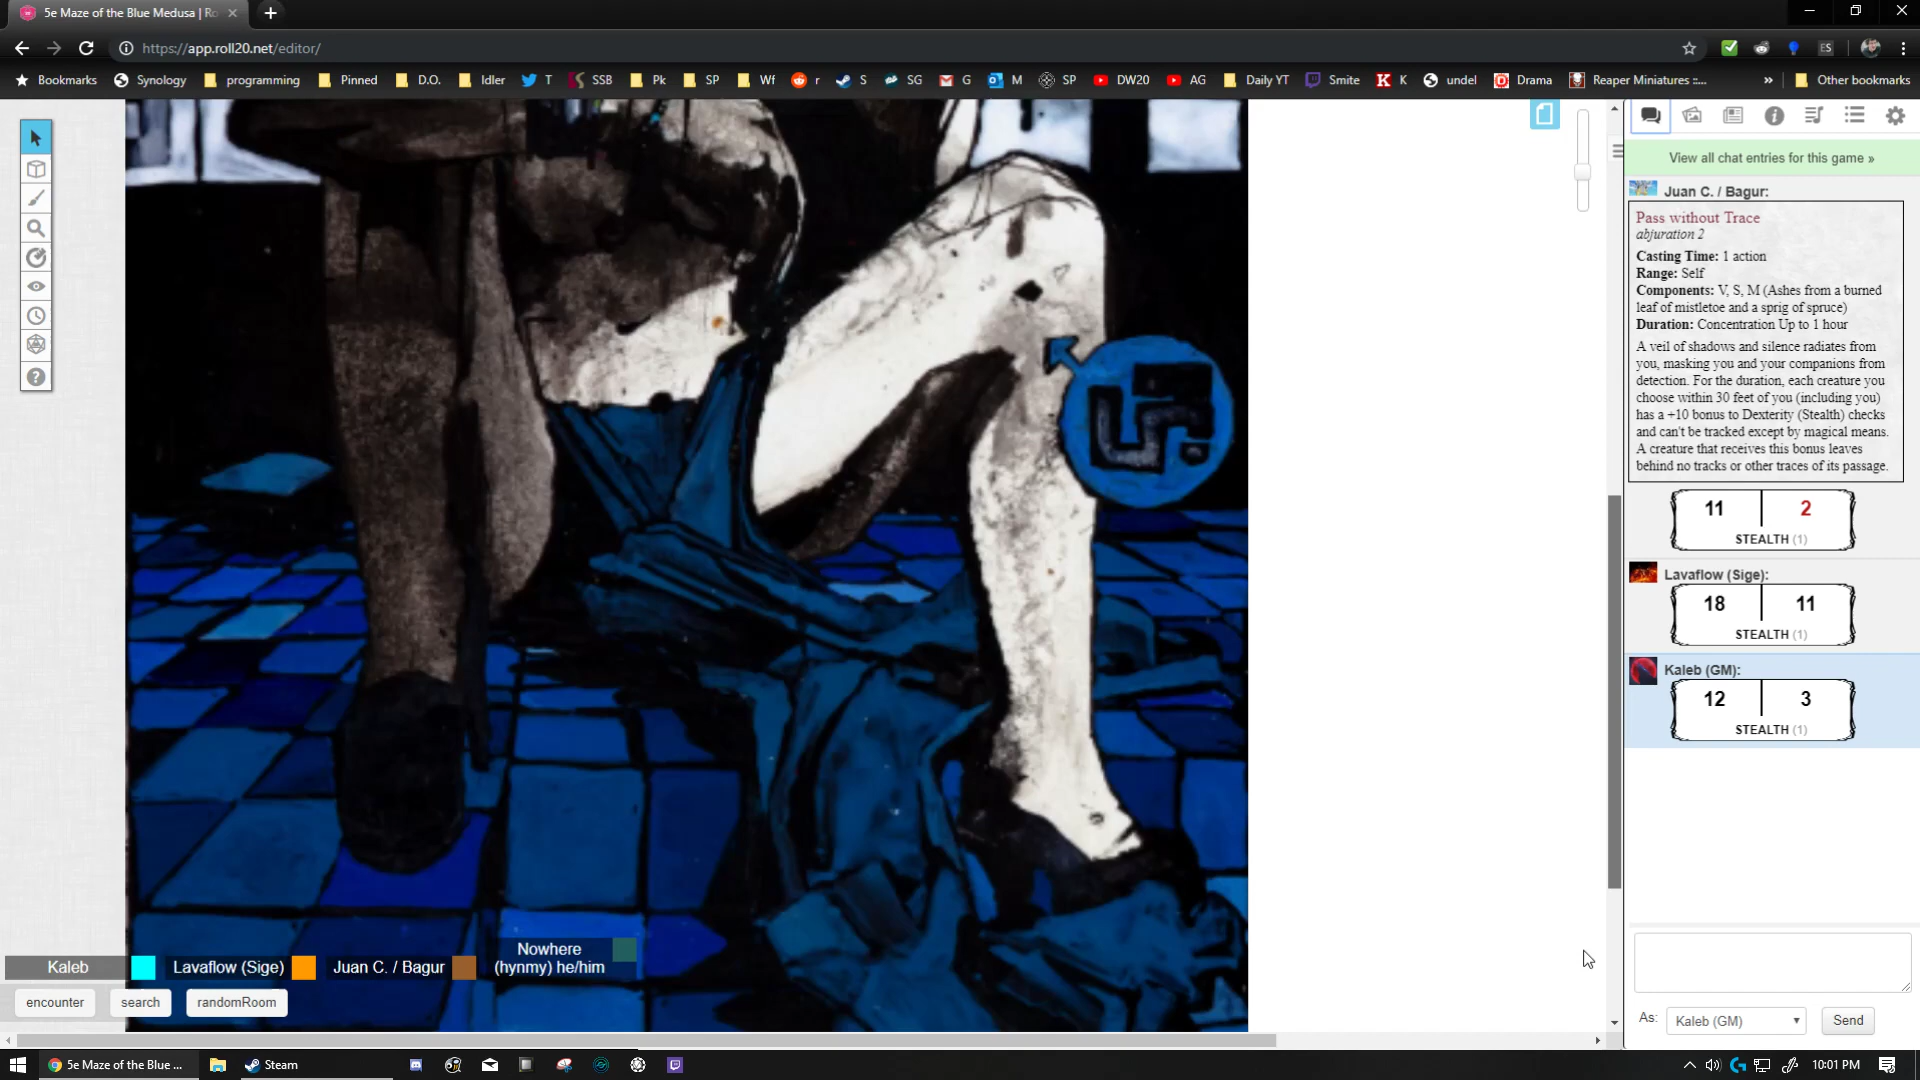 5e Maze of the Blue Medusa | Ro
https://app.roll20.net/editor/
ES
Bookmarks Synology programming Pinned D.O. Idler T SSB Pk SP Wf r S SG G M SP DW20 AG Daily YT Smite K undel Drama Reaper Miniatures ::... » Other bookmarks
View all chat entries for this game »
Juan C. / Bagur:
Pass without Trace
abjuration 2
Casting Time: 1 action
Range: Self
Components: V, S, M (Ashes from a burned
leaf of mistletoe and a sprig of spruce)
Duration: Concentration Up to 1 hour
A veil of shadows and silence radiates from
you, masking you and your companions from
detection. For the duration, each creature you
choose within 30 feet of you (including you)
has a +10 bonus to Dexterity (Stealth) checks
and can't be tracked except by magical means.
A creature that receives this bonus leaves
behind no tracks or other traces of its passage.
11 2
STEALTH (1)
Lavaflow (Sige):
18 11
STEALTH (1)
Kaleb (GM):
12 3
STEALTH (1)
Kaleb Lavaflow (Sige) Juan C. / Bagur Nowhere
(hynmy) he/him
encounter search randomRoom
As: Kaleb (GM) Send
5e Maze of the Blue ... Steam 10:01 PM